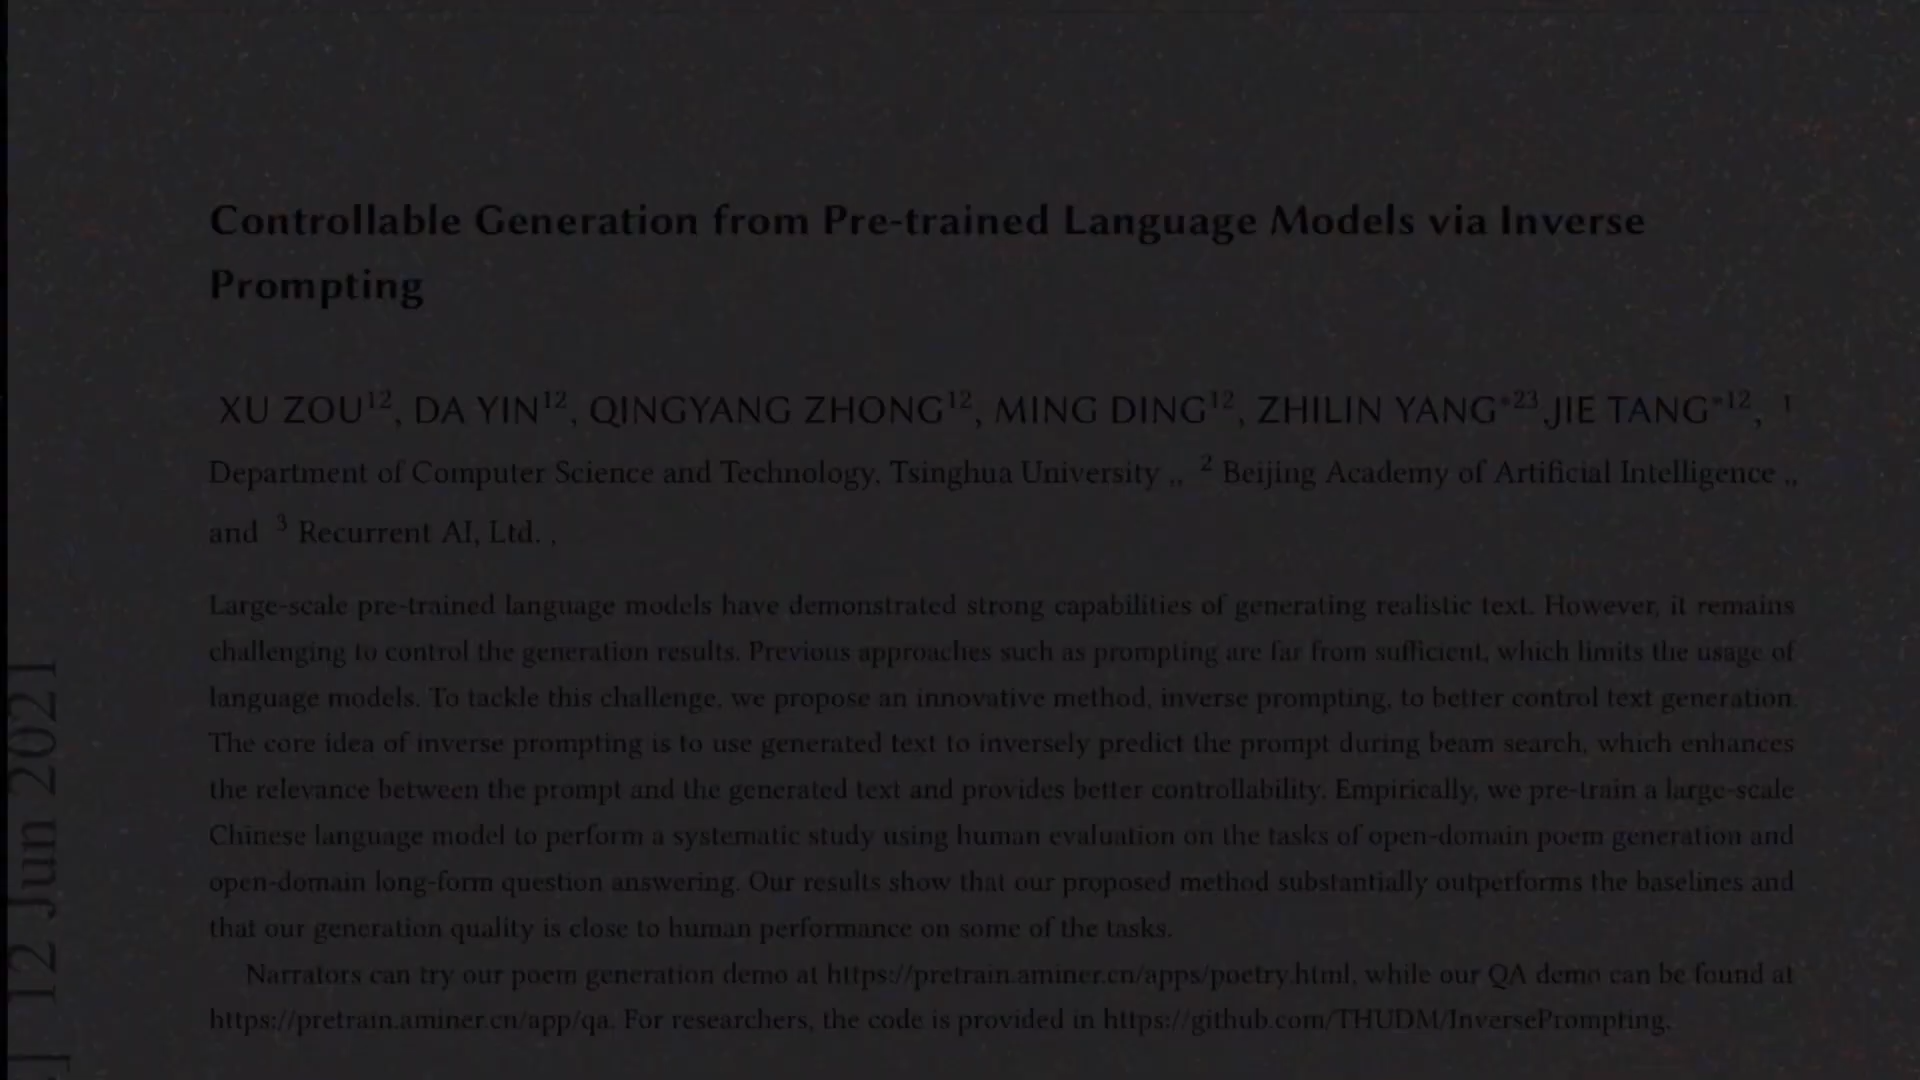 Controllable Generation from Pre-trained Language Models via Inverse
Prompting
XU ZOU¹², DA YIN¹², QINGYANG ZHONG¹², MING DING¹², ZHILIN YANG*²³,JIE TANG*¹², ¹
Department of Computer Science and Technology, Tsinghua University ,, ² Beijing Academy of Artificial Intelligence ,,
and ³ Recurrent AI, Ltd. ,
Large-scale pre-trained language models have demonstrated strong capabilities of generating realistic text. However, it remains
challenging to control the generation results. Previous approaches such as prompting are far from sufficient, which limits the usage of
language models. To tackle this challenge, we propose an innovative method, inverse prompting, to better control text generation.
The core idea of inverse prompting is to use generated text to inversely predict the prompt during beam search, which enhances
the relevance between the prompt and the generated text and provides better controllability. Empirically, we pre-train a large-scale
Chinese language model to perform a systematic study using human evaluation on the tasks of open-domain poem generation and
open-domain long-form question answering. Our results show that our proposed method substantially outperforms the baselines and
that our generation quality is close to human performance on some of the tasks.
Narrators can try our poem generation demo at https://pretrain.aminer.cn/apps/poetry.html, while our QA demo can be found at
https://pretrain.aminer.cn/app/qa. For researchers, the code is provided in https://github.com/THUDM/InversePrompting.
] 12 Jun 2021